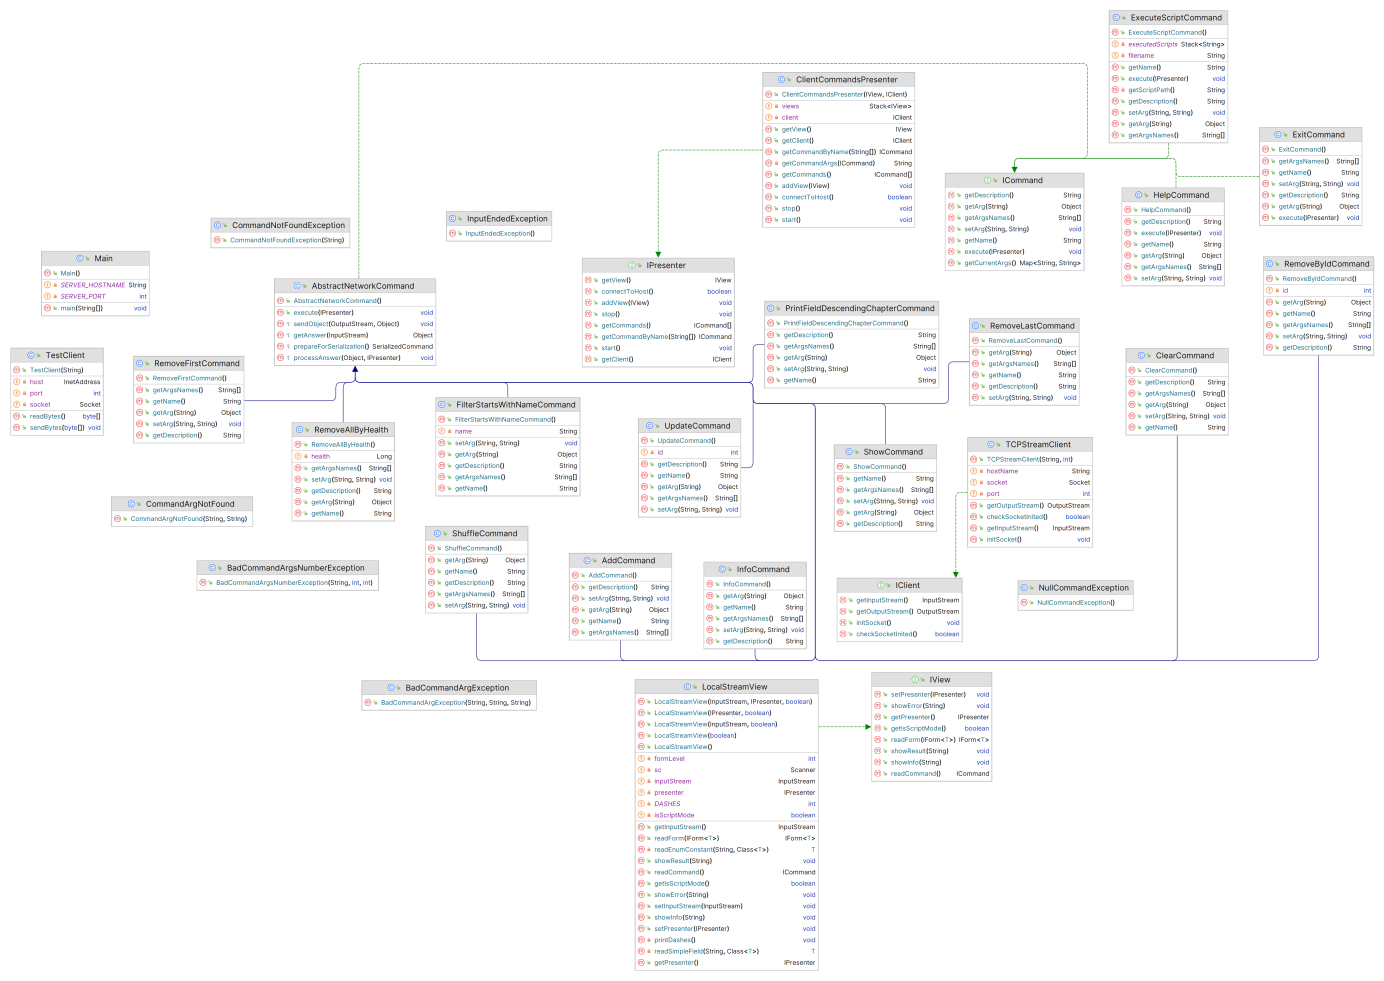 ExecuteScriptCommand
ExecuteScriptCommand()
executedScripts Stack<String>
filename String
getName() String
execute(IPresenter) void
getScriptPath() String
getDescription() String
setArg(String, String) void
getArg(String) Object
getArgsNames() String[]
ClientCommandsPresenter
ClientCommandsPresenter(IView, IClient)
views Stack<IView>
client IClient
getView() IView
getClient() IClient
getCommandByName(String[]) ICommand
getCommandArgs(ICommand) String
getCommands() ICommand[]
addView(IView) void
connectToHost() boolean
stop() void
start() void
ExitCommand
ExitCommand()
getArgsNames() String[]
getName() String
setArg(String, String) void
getDescription() String
getArg(String) Object
execute(IPresenter) void
ICommand
getDescription() String
getArg(String) Object
getArgsNames() String[]
setArg(String, String) void
getName() String
execute(IPresenter) void
getCurrentArgs() Map<String, String>
HelpCommand
HelpCommand()
getDescription() String
execute(IPresenter) void
getName() String
getArg(String) Object
getArgsNames() String[]
setArg(String, String) void
CommandNotFoundException
CommandNotFoundException(String)
InputEndedException
InputEndedException()
Main
Main()
SERVER_HOSTNAME String
SERVER_PORT int
main(String[]) void
AbstractNetworkCommand
AbstractNetworkCommand()
execute(IPresenter) void
sendObject(OutputStream, Object) void
getAnswer(InputStream) Object
prepareForSerialization() SerializedCommand
processAnswer(Object, IPresenter) void
IPresenter
getView() IView
connectToHost() boolean
addView(IView) void
stop() void
getCommands() ICommand[]
getCommandByName(String[]) ICommand
start() void
getClient() IClient
RemoveByIdCommand
RemoveByIdCommand()
id int
getArg(String) Object
getName() String
getArgsNames() String[]
setArg(String, String) void
getDescription() String
PrintFieldDescendingChapterCommand
PrintFieldDescendingChapterCommand()
getDescription() String
getArgsNames() String[]
getArg(String) Object
setArg(String, String) void
getName() String
RemoveLastCommand
RemoveLastCommand()
getArg(String) Object
getArgsNames() String[]
getName() String
getDescription() String
setArg(String, String) void
TestClient
TestClient(String)
host InetAddress
port int
socket Socket
readBytes() byte[]
sendBytes(byte[]) void
RemoveFirstCommand
RemoveFirstCommand()
getArgsNames() String[]
getName() String
getArg(String) Object
setArg(String, String) void
getDescription() String
ClearCommand
ClearCommand()
getDescription() String
getArgsNames() String[]
getArg(String) Object
setArg(String, String) void
getName() String
FilterStartsWithNameCommand
FilterStartsWithNameCommand()
name String
setArg(String, String) void
getArg(String) Object
getDescription() String
getArgsNames() String[]
getName() String
RemoveAllByHealth
RemoveAllByHealth()
health Long
getArgsNames() String[]
setArg(String, String) void
getDescription() String
getArg(String) Object
getName() String
UpdateCommand
UpdateCommand()
id int
getDescription() String
getName() String
getArg(String) Object
getArgsNames() String[]
setArg(String, String) void
ShowCommand
ShowCommand()
getName() String
getArgsNames() String[]
setArg(String, String) void
getArg(String) Object
getDescription() String
TCPStreamClient
TCPStreamClient(String, int)
hostName String
socket Socket
port int
getOutputStream() OutputStream
checkSocketInited() boolean
getInputStream() InputStream
initSocket() void
CommandArgNotFound
CommandArgNotFound(String, String)
ShuffleCommand
ShuffleCommand()
getArg(String) Object
getName() String
getDescription() String
getArgsNames() String[]
setArg(String, String) void
BadCommandArgsNumberException
BadCommandArgsNumberException(String, int, int)
AddCommand
AddCommand()
getDescription() String
setArg(String, String) void
getArg(String) Object
getName() String
getArgsNames() String[]
InfoCommand
InfoCommand()
getArg(String) Object
getName() String
getArgsNames() String[]
setArg(String, String) void
getDescription() String
IClient
getInputStream() InputStream
getOutputStream() OutputStream
initSocket() void
checkSocketInited() boolean
NullCommandException
NullCommandException()
BadCommandArgException
BadCommandArgException(String, String, String)
LocalStreamView
LocalStreamView(InputStream, IPresenter, boolean)
LocalStreamView(IPresenter, boolean)
LocalStreamView(InputStream, boolean)
LocalStreamView(boolean)
LocalStreamView()
formLevel int
sc Scanner
inputStream InputStream
presenter IPresenter
DASHES int
isScriptMode boolean
getInputStream() InputStream
readForm(IForm<T>) IForm<T>
readEnumConstant(String, Class<T>) T
showResult(String) void
readCommand() ICommand
getIsScriptMode() boolean
showError(String) void
setInputStream(InputStream) void
showInfo(String) void
setPresenter(IPresenter) void
printDashes() void
readSimpleField(String, Class<T>) T
getPresenter() IPresenter
IView
setPresenter(IPresenter) void
showError(String) void
getPresenter() IPresenter
getIsScriptMode() boolean
readForm(IForm<T>) IForm<T>
showResult(String) void
showInfo(String) void
readCommand() ICommand